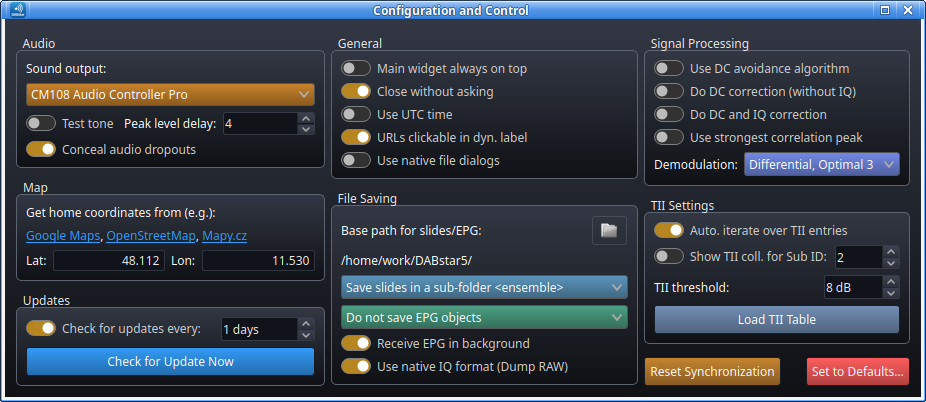 Configuration and Control
Audio
Sound output:
CM108 Audio Controller Pro
Test tone Peak level delay: 4
Conceal audio dropouts
Map
Get home coordinates from (e.g.):
Google Maps, OpenStreetMap, Mapy.cz
Lat: 48.112 Lon: 11.530
Updates
Check for updates every: 1 days
Check for Update Now
General
Main widget always on top
Close without asking
Use UTC time
URLs clickable in dyn. label
Use native file dialogs
File Saving
Base path for slides/EPG:
/home/work/DABstar5/
Save slides in a sub-folder <ensemble>
Do not save EPG objects
Receive EPG in background
Use native IQ format (Dump RAW)
Signal Processing
Use DC avoidance algorithm
Do DC correction (without IQ)
Do DC and IQ correction
Use strongest correlation peak
Demodulation: Differential, Optimal 3
TII Settings
Auto. iterate over TII entries
Show TII coll. for Sub ID: 2
TII threshold: 8 dB
Load TII Table
Reset Synchronization
Set to Defaults...